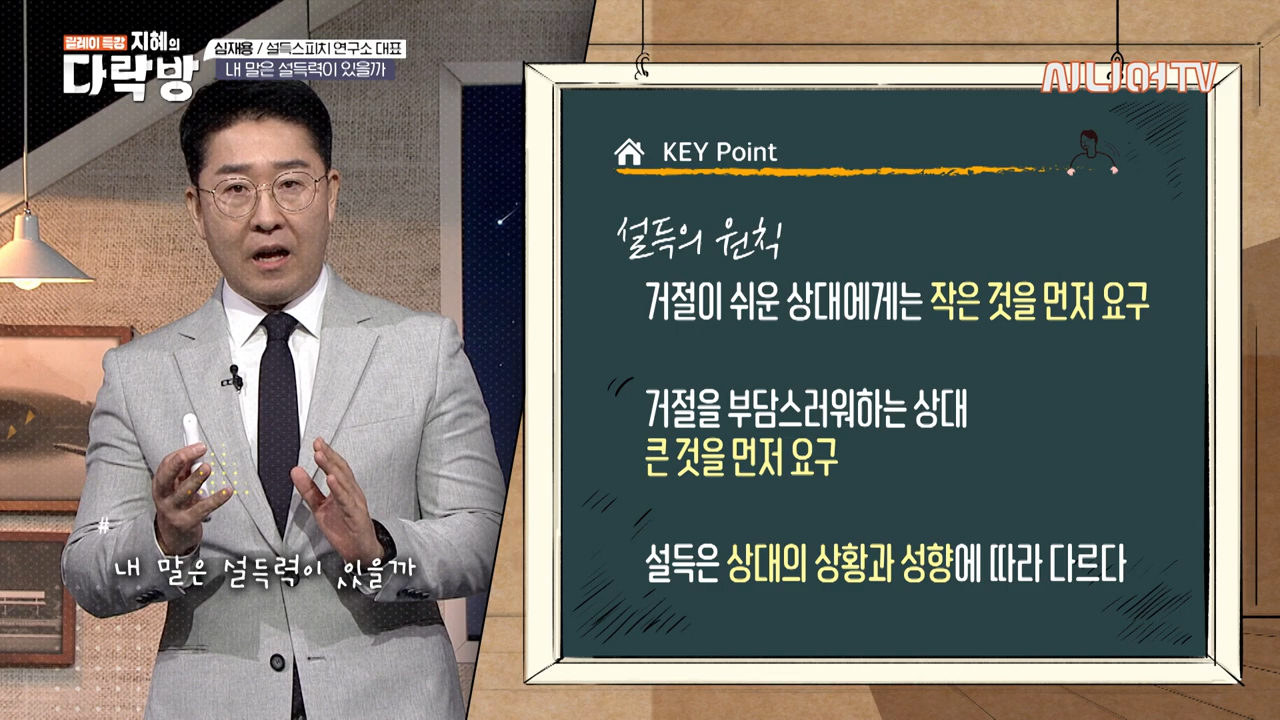 릴레이 특강 지혜의
다락방
심재용 / 설득스피치 연구소 대표
내 말은 설득력이 있을까
시니어TV
KEY Point
설득의 원칙
거절이 쉬운 상대에게는 작은 것을 먼저 요구
거절을 부담스러워하는 상대
큰 것을 먼저 요구
설득은 상대의 상황과 성향에 따라 다르다
#
내 말은 설득력이 있을까